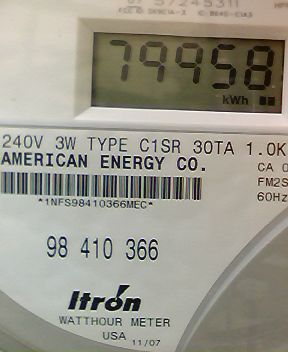 79958
kWh
240V 3W TYPE C1SR 30TA 1.0K
AMERICAN ENERGY CO.
CA 0
FM2S
60Hz
*1NFS98410366MEC*
98 410 366
Itron
WATTHOUR METER
USA 11/07